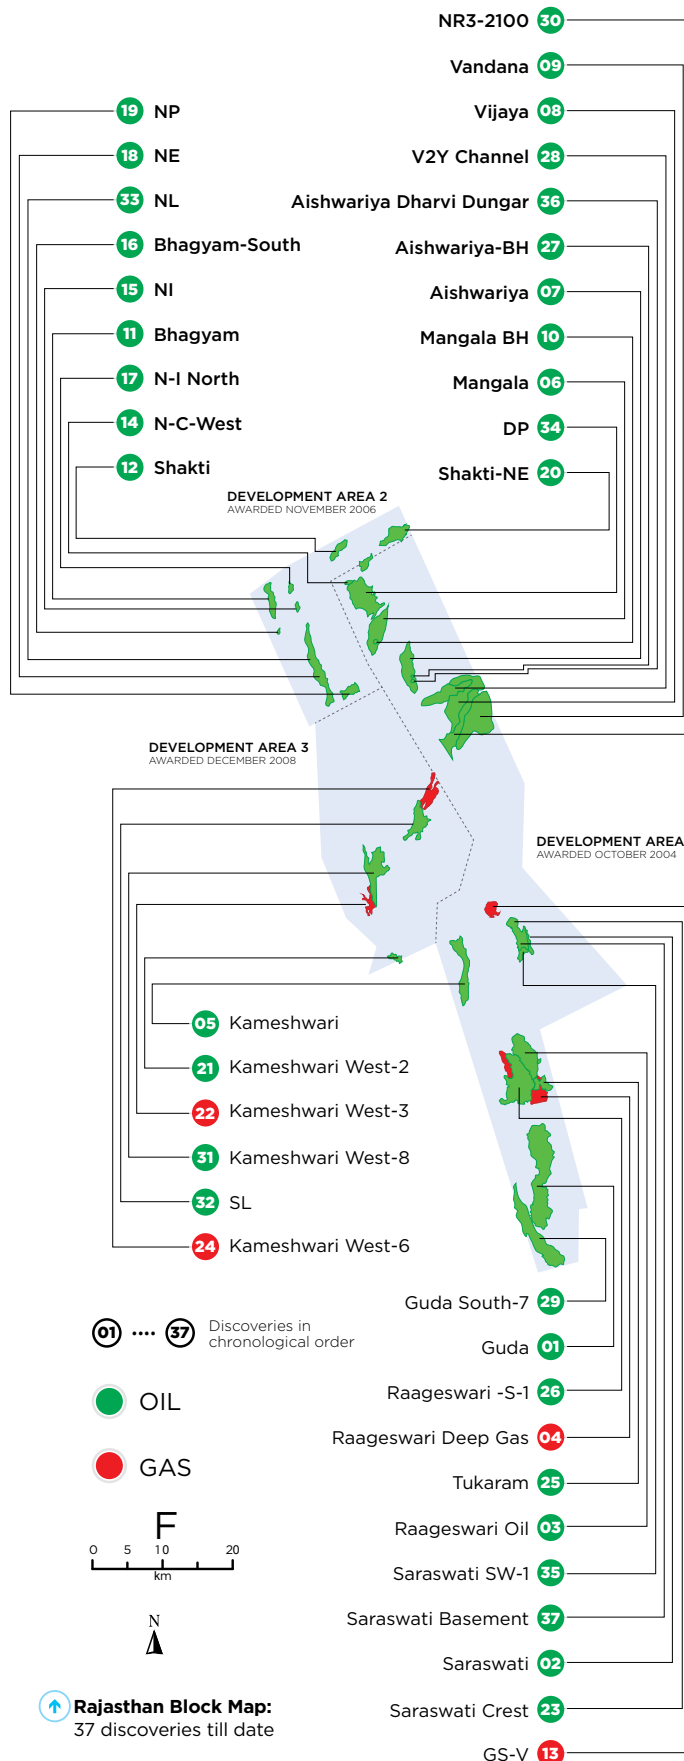 NR3-2100 30
Vandana 09
19 NP
Vijaya 08
18 NE
V2Y Channel 28
33 NL
Aishwariya Dharvi Dungar 36
16 Bhagyam-South
Aishwariya-BH 27
15 NI
Aishwariya 07
11 Bhagyam
Mangala BH 10
17 N-I North
Mangala 06
14 N-C-West
DP 34
12 Shakti
Shakti-NE 20
DEVELOPMENT AREA 2
AWARDED NOVEMBER 2006
DEVELOPMENT AREA 3
AWARDED DECEMBER 2008
DEVELOPMENT AREA
AWARDED OCTOBER 2004
05 Kameshwari
21 Kameshwari West-2
22 Kameshwari West-3
31 Kameshwari West-8
32 SL
24 Kameshwari West-6
Guda South-7 29
01 •••• 37 Discoveries in
chronological order
Guda 01
Raageswari -S-1 26
OIL
Raageswari Deep Gas 04
GAS
Tukaram 25
F
Raageswari Oil 03
0 5 10 20
km
Saraswati SW-1 35
Saraswati Basement 37
N
Saraswati 02
Saraswati Crest 23
Rajasthan Block Map:
37 discoveries till date
GS-V 13